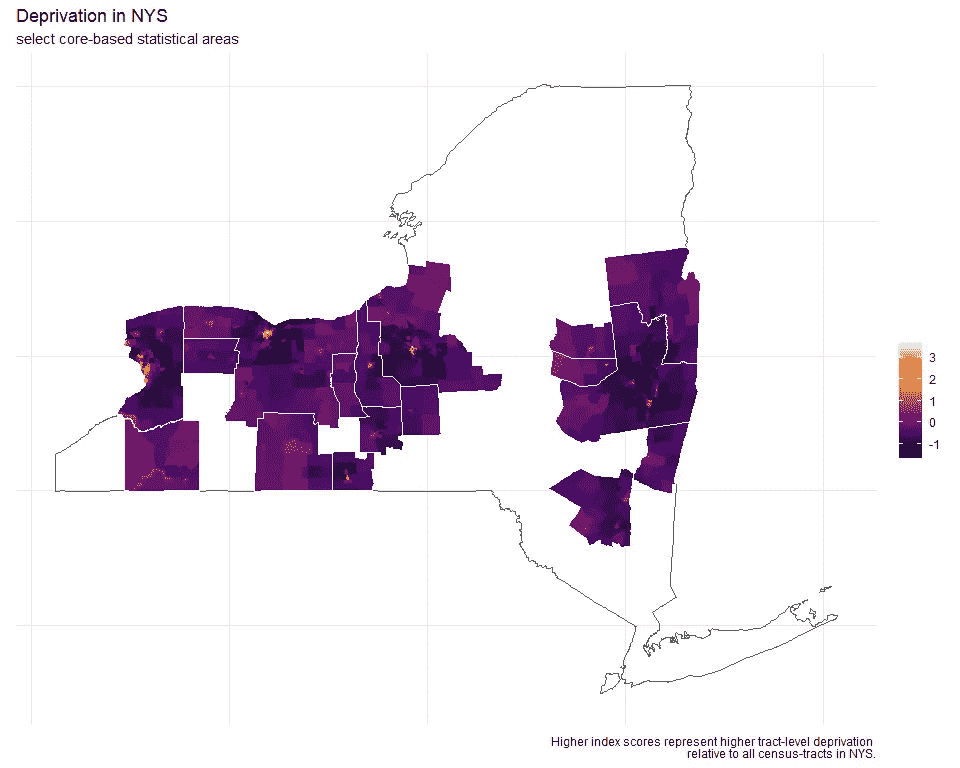 Deprivation in NYS
select core-based statistical areas
3
2
1
0
-1
Higher index scores represent higher tract-level deprivation
relative to all census-tracts in NYS.